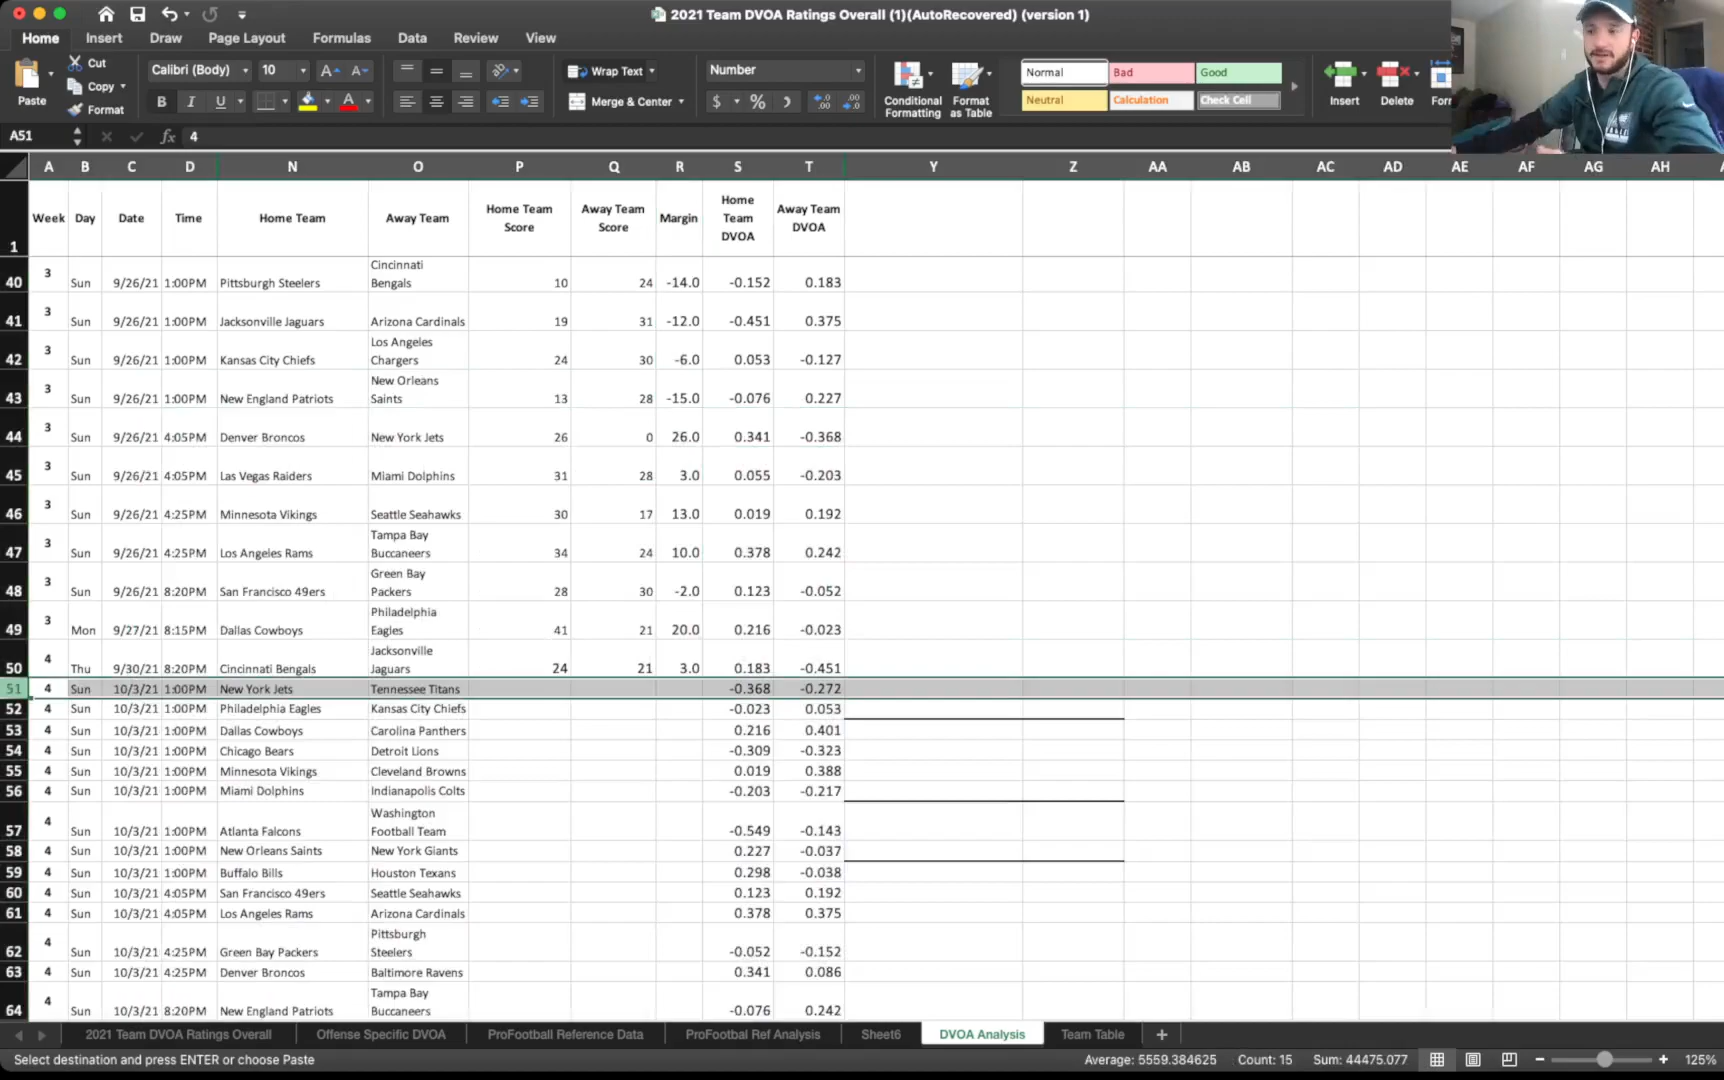 2021 Team DVOA Ratings Overall (1)(AutoRecovered) (version 1)
Home Insert Draw Page Layout Formulas Data Review View
Paste Cut Copy Format
Calibri (Body) 10 A A
B I U A
Wrap Text
Merge & Center
Number
$ %
Conditional Formatting
Format as Table
Normal Bad Good
Neutral Calculation Check Cell
Insert Delete For
A51 fx 4
A B C D N O P Q R S T Y Z AA AB AC AD AE AF AG AH
1 Week Day Date Time Home Team Away Team Home Team Score Away Team Score Margin Home Team DVOA Away Team DVOA
40 3 Sun 9/26/21 1:00PM Pittsburgh Steelers Cincinnati Bengals 10 24 -14.0 -0.152 0.183
41 3 Sun 9/26/21 1:00PM Jacksonville Jaguars Arizona Cardinals 19 31 -12.0 -0.451 0.375
42 3 Sun 9/26/21 1:00PM Kansas City Chiefs Los Angeles Chargers 24 30 -6.0 0.053 -0.127
43 3 Sun 9/26/21 1:00PM New England Patriots New Orleans Saints 13 28 -15.0 -0.076 0.227
44 3 Sun 9/26/21 4:05PM Denver Broncos New York Jets 26 0 26.0 0.341 -0.368
45 3 Sun 9/26/21 4:05PM Las Vegas Raiders Miami Dolphins 31 28 3.0 0.055 -0.203
46 3 Sun 9/26/21 4:25PM Minnesota Vikings Seattle Seahawks 30 17 13.0 0.019 0.192
47 3 Sun 9/26/21 4:25PM Los Angeles Rams Tampa Bay Buccaneers 34 24 10.0 0.378 0.242
48 3 Sun 9/26/21 8:20PM San Francisco 49ers Green Bay Packers 28 30 -2.0 0.123 -0.052
49 3 Mon 9/27/21 8:15PM Dallas Cowboys Philadelphia Eagles 41 21 20.0 0.216 -0.023
50 4 Thu 9/30/21 8:20PM Cincinnati Bengals Jacksonville Jaguars 24 21 3.0 0.183 -0.451
51 4 Sun 10/3/21 1:00PM New York Jets Tennessee Titans -0.368 -0.272
52 4 Sun 10/3/21 1:00PM Philadelphia Eagles Kansas City Chiefs -0.023 0.053
53 4 Sun 10/3/21 1:00PM Dallas Cowboys Carolina Panthers 0.216 0.401
54 4 Sun 10/3/21 1:00PM Chicago Bears Detroit Lions -0.309 -0.323
55 4 Sun 10/3/21 1:00PM Minnesota Vikings Cleveland Browns 0.019 0.388
56 4 Sun 10/3/21 1:00PM Miami Dolphins Indianapolis Colts -0.203 -0.217
57 4 Sun 10/3/21 1:00PM Atlanta Falcons Washington Football Team -0.549 -0.143
58 4 Sun 10/3/21 1:00PM New Orleans Saints New York Giants 0.227 -0.037
59 4 Sun 10/3/21 1:00PM Buffalo Bills Houston Texans 0.298 -0.038
60 4 Sun 10/3/21 4:05PM San Francisco 49ers Seattle Seahawks 0.123 0.192
61 4 Sun 10/3/21 4:05PM Los Angeles Rams Arizona Cardinals 0.378 0.375
62 4 Sun 10/3/21 4:25PM Green Bay Packers Pittsburgh Steelers -0.052 -0.152
63 4 Sun 10/3/21 4:25PM Denver Broncos Baltimore Ravens 0.341 0.086
64 4 Sun 10/3/21 8:20PM New England Patriots Tampa Bay Buccaneers -0.076 0.242
2021 Team DVOA Ratings Overall Offense Specific DVOA ProFootball Reference Data ProFootbal Ref Analysis Sheet6 DVOA Analysis Team Table +
Select destination and press ENTER or choose Paste Average: 5559.384625 Count: 15 Sum: 44475.077 125%